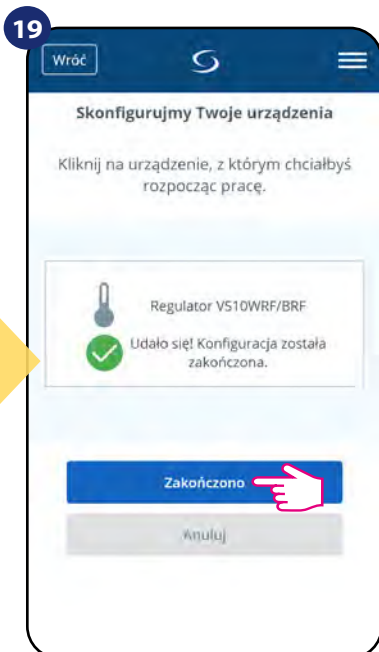 19
Wróć
Skonfigurujmy Twoje urządzenia
Kliknij na urządzenie, z którym chciałbyś
rozpocząc pracę.
Regulator VS10WRF/BRF
Udało się! Konfiguracja została
zakończona.
Zakończono
Anuluj